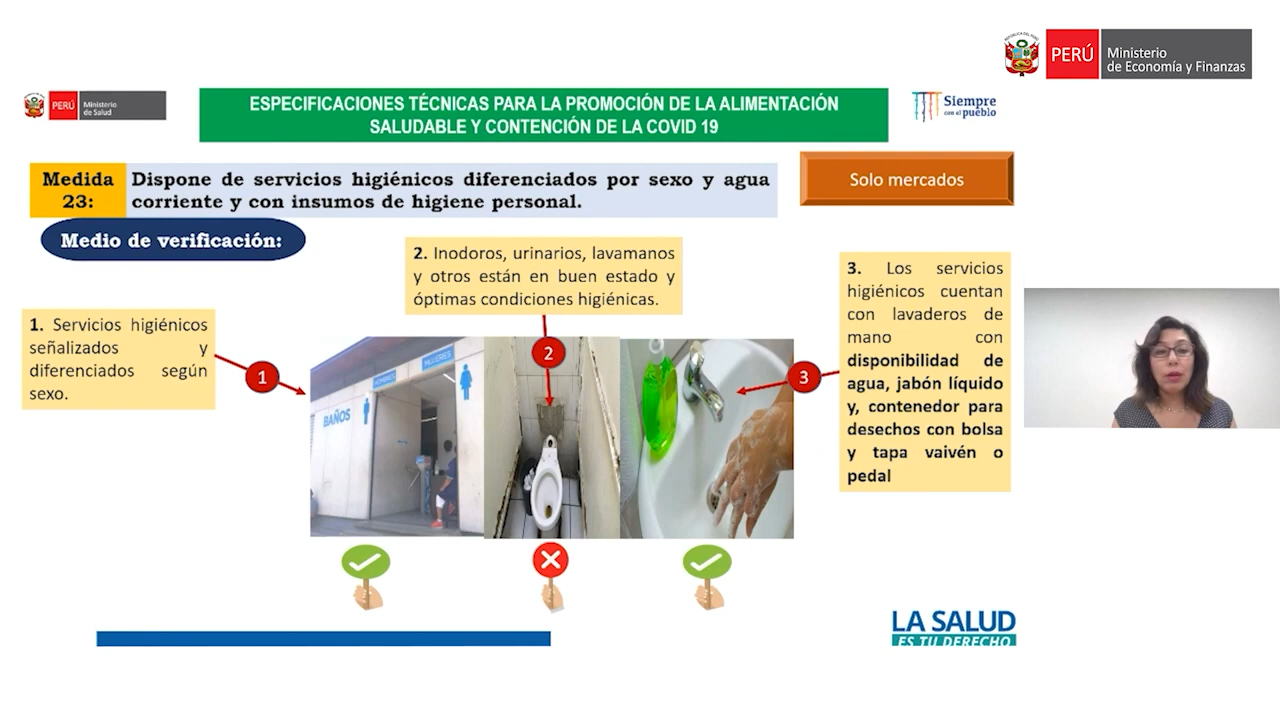 REPÚBLICA DEL PERÚ
PERÚ
Ministerio
de Economía y Finanzas
PERÚ
Ministerio
de Salud
ESPECIFICACIONES TÉCNICAS PARA LA PROMOCIÓN DE LA ALIMENTACIÓN
SALUDABLE Y CONTENCIÓN DE LA COVID 19
Siempre
con el pueblo
Medida
23:
Dispone de servicios higiénicos diferenciados por sexo y agua
corriente y con insumos de higiene personal.
Solo mercados
Medio de verificación:
1. Servicios higiénicos
señalizados y
diferenciados según
sexo.
2. Inodoros, urinarios, lavamanos
y otros están en buen estado y
óptimas condiciones higiénicas.
3. Los servicios
higiénicos cuentan
con lavaderos de
mano con
disponibilidad de
agua, jabón líquido
y, contenedor para
desechos con bolsa
y tapa vaivén o
pedal
1
2
3
BAÑOS
HOMBRES
MUJERES
LA SALUD
ES TU DERECHO